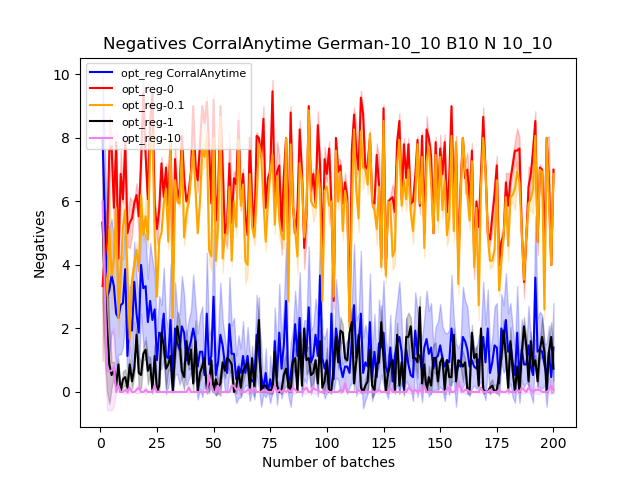 Negatives CorralAnytime German-10_10 B10 N 10_10
opt_reg CorralAnytime
opt_reg-0
opt_reg-0.1
opt_reg-1
opt_reg-10
10
8
6
4
2
0
Negatives
0 25 50 75 100 125 150 175 200
Number of batches